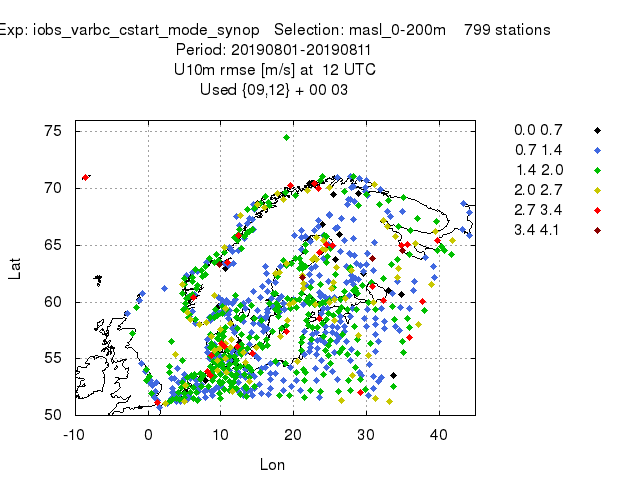 Exp: iobs_varbc_cstart_mode_synop Selection: masl_0-200m 799 stations
Period: 20190801-20190811
U10m rmse [m/s] at 12 UTC
Used {09,12} + 00 03
75
70
65
60
55
50
-10 0 10 20 30 40
Lat
Lon
0.0 0.7
0.7 1.4
1.4 2.0
2.0 2.7
2.7 3.4
3.4 4.1